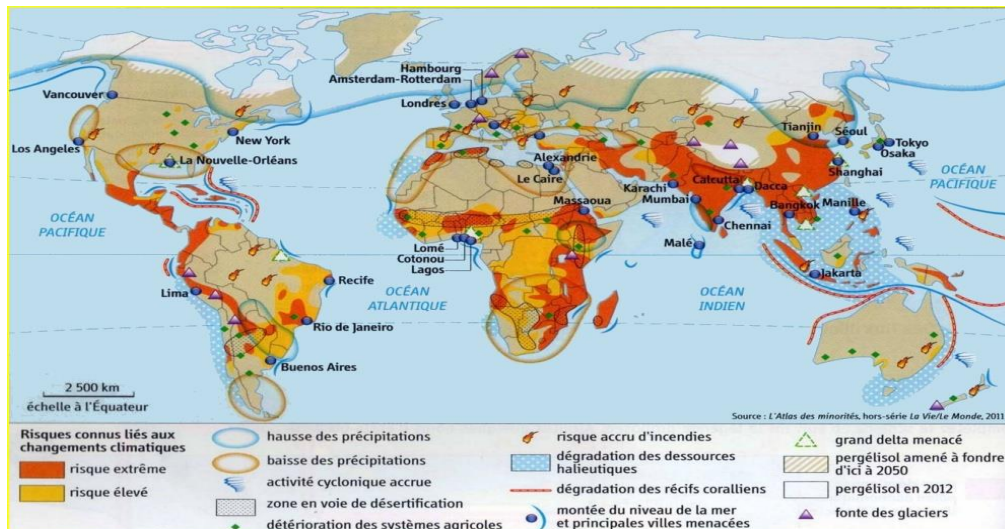 Vancouver
Los Angeles
New York
La Nouvelle-Orléans
Hambourg
Amsterdam-Rotterdam
Londres
Alexandrie
Le Caire
Massaoua
Karachi
Mumbai
Calcutta
Dacca
Chennai
Malé
Bangkok
Manille
Tianjin
Séoul
Tokyo
Osaka
Shanghai
Jakarta
Lomé
Cotonou
Lagos
Recife
Lima
Rio de Janeiro
Buenos Aires
OCÉAN
PACIFIQUE
OCÉAN
ATLANTIQUE
OCÉAN
INDIEN
OCÉAN
PACIFIQUE
2 500 km
échelle à l'Équateur
Source : L'Atlas des minorités, hors-série La Vie/Le Monde, 2011
Risques connus liés aux
changements climatiques
risque extrême
risque élevé
hausse des précipitations
baisse des précipitations
activité cyclonique accrue
zone en voie de désertification
détérioration des systèmes agricoles
risque accru d'incendies
dégradation des dessources
halieutiques
dégradation des récifs coralliens
montée du niveau de la mer
et principales villes menacées
grand delta menacé
pergélisol amené à fondre
d'ici à 2050
pergélisol en 2012
fonte des glaciers